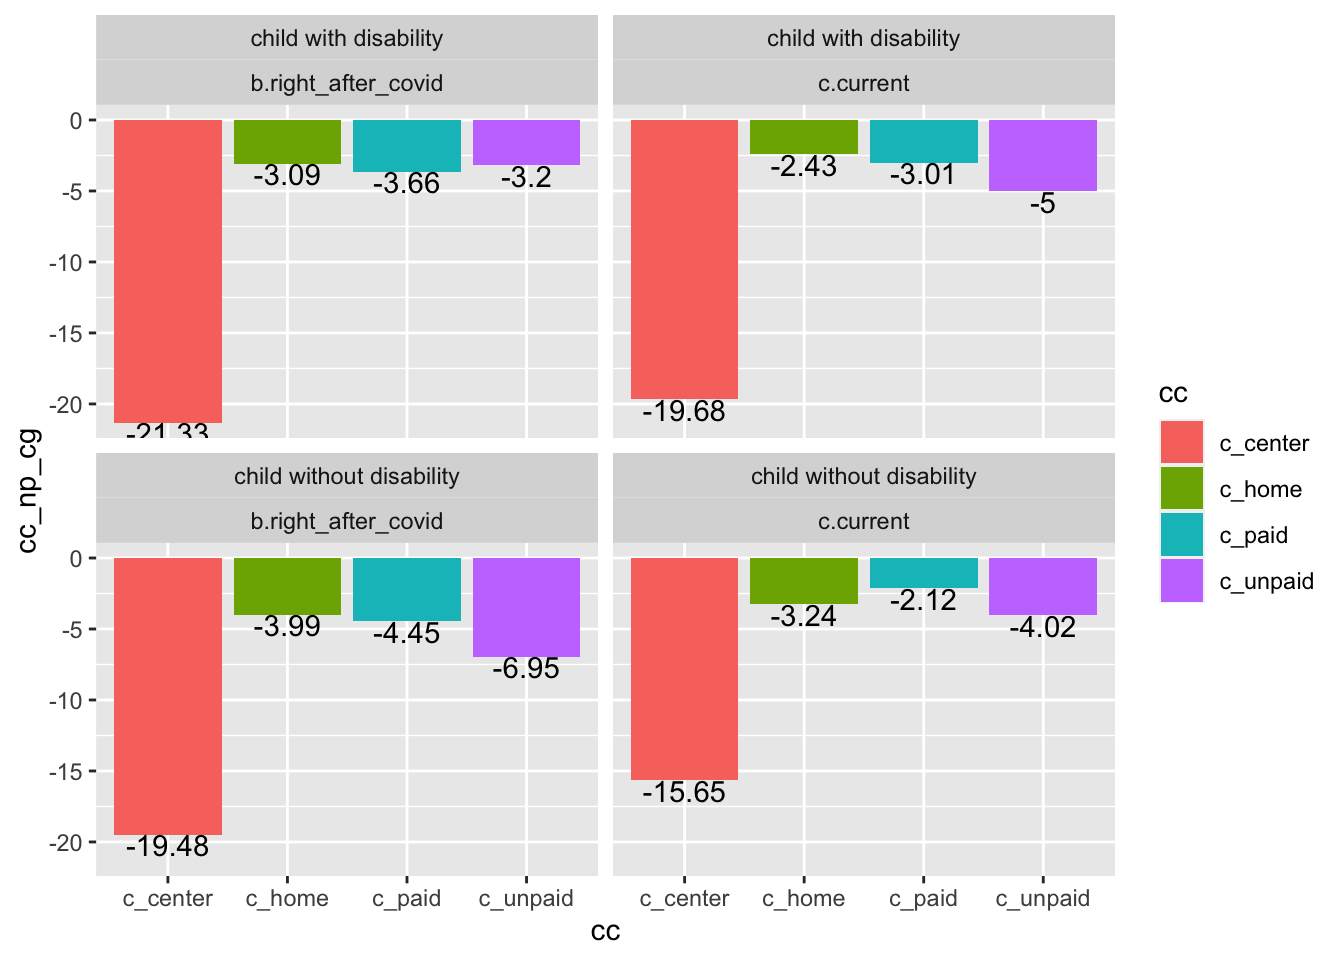 child with disability
b.right_after_covid
child with disability
c.current
0
-5
-10
-15
-20
-21.33
-3.09
-3.66
-3.2
-19.68
-2.43
-3.01
-5
child without disability
b.right_after_covid
child without disability
c.current
0
-5
-10
-15
-20
-19.48
-3.99
-4.45
-6.95
-15.65
-3.24
-2.12
-4.02
c_center
c_home
c_paid
c_unpaid
c_center
c_home
c_paid
c_unpaid
cc
cc_np_cg
cc
c_center
c_home
c_paid
c_unpaid